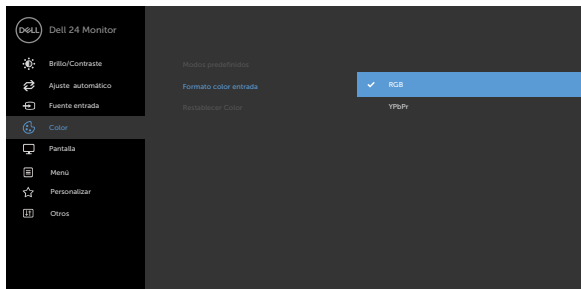 DELL Dell 24 Monitor
Brillo/Contraste
Modos predefinidos
Ajuste automático
Formato color entrada
RGB
Fuente entrada
Restablecer Color
YPbPr
Color
Pantalla
Menú
Personalizar
Otros